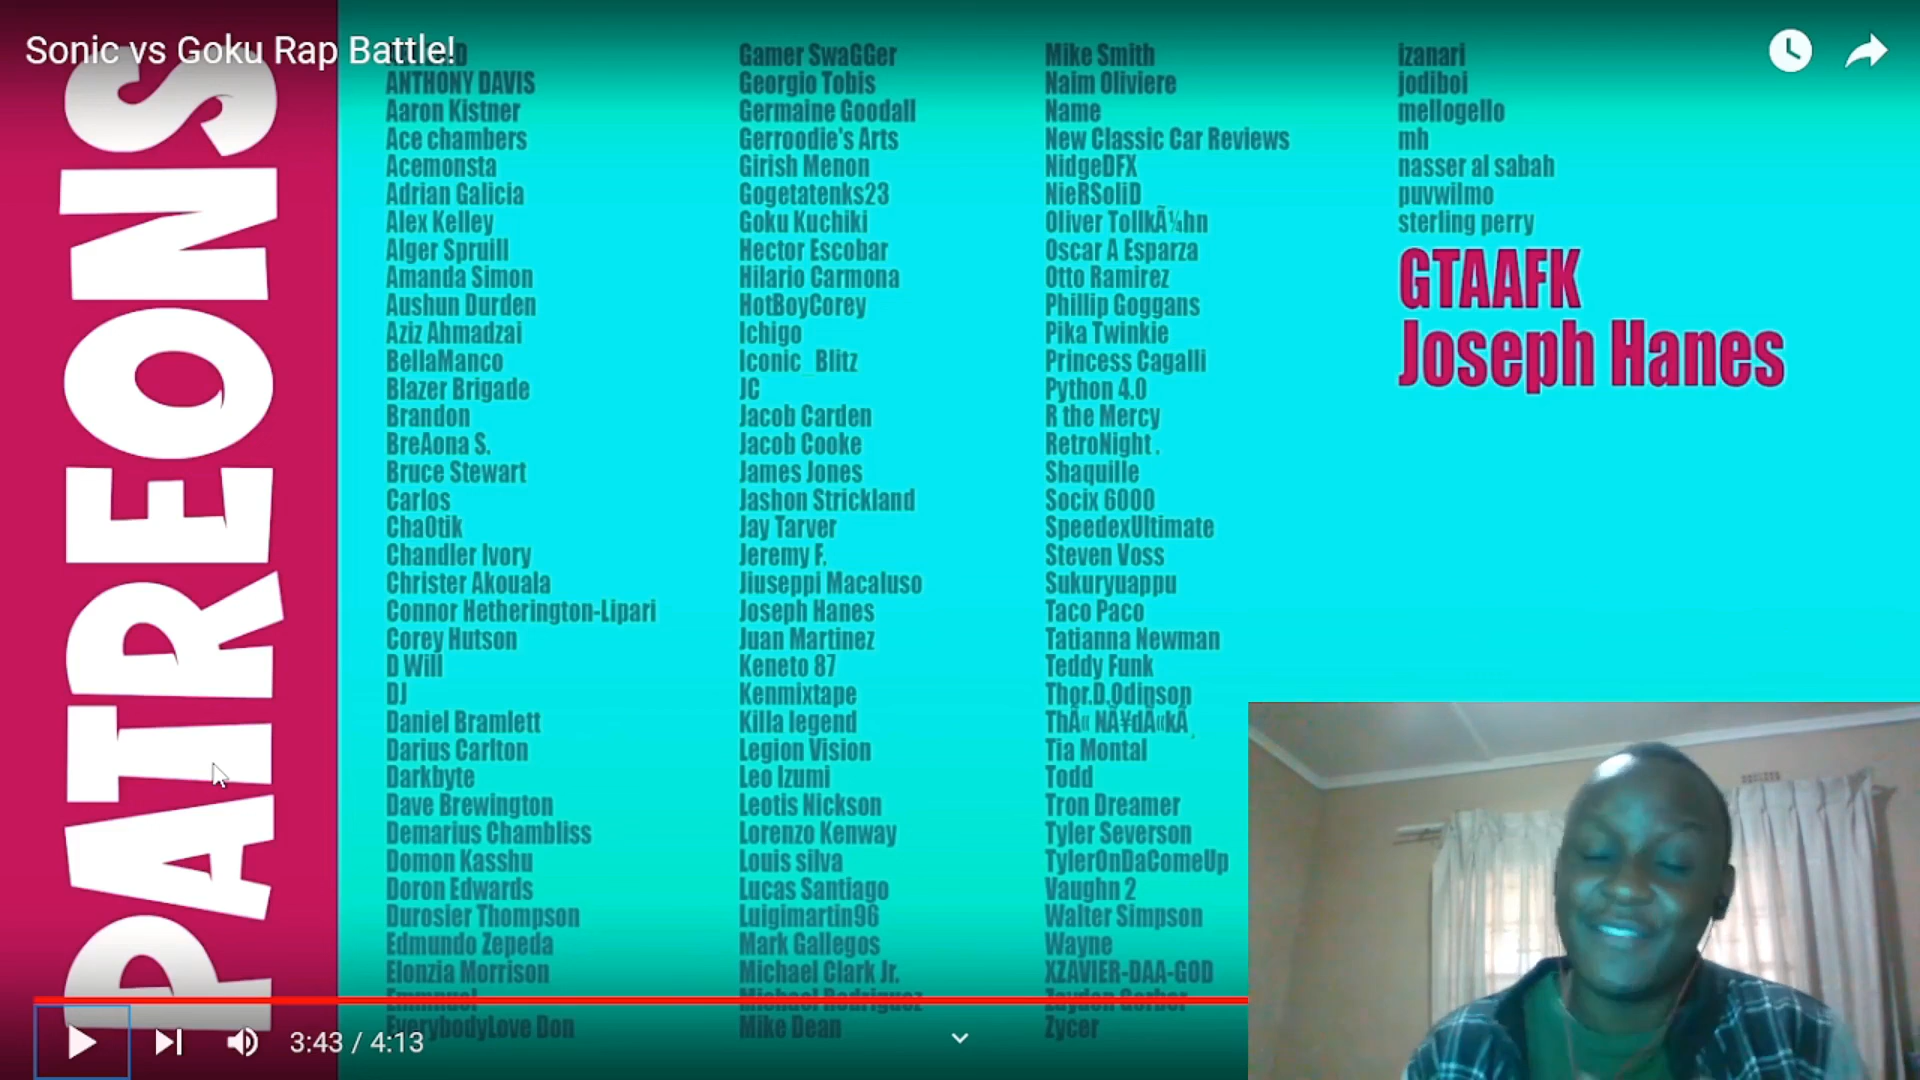 Sonic vs Goku Rap Battle!
PATREONS
ANTHONY DAVIS
Aaron Kistner
Ace chambers
Acemonsta
Adrian Galicia
Alex Kelley
Alger Spruill
Amanda Simon
Aushun Durden
Aziz Ahmadzai
BellaManco
Blazer Brigade
Brandon
BreAona S.
Bruce Stewart
Carlos
ChaOtik
Chandler Ivory
Christer Akouala
Connor Hetherington-Lipari
Corey Hutson
D Will
DJ
Daniel Bramlett
Darius Carlton
Darkbyte
Dave Brewington
Demarius Chambliss
Domon Kasshu
Doron Edwards
Durosier Thompson
Edmundo Zepeda
Elonzia Morrison
Emmnuel
EverybodyLove Don
Gamer SwaGGer
Georgio Tobis
Germaine Goodall
Gerroodie's Arts
Girish Menon
Gogetatenks23
Goku Kuchiki
Hector Escobar
Hilario Carmona
HotBoyCorey
Ichigo
Iconic_Blitz
JC
Jacob Carden
Jacob Cooke
James Jones
Jashon Strickland
Jay Tarver
Jeremy F.
Jiuseppi Macaluso
Joseph Hanes
Juan Martinez
Keneto 87
Kenmixtape
Killa legend
Legion Vision
Leo Izumi
Leotis Nickson
Lorenzo Kenway
Louis silva
Lucas Santiago
Luigimartin96
Mark Gallegos
Michael Clark Jr.
Michael Rodriguez
Mike Dean
Mike Smith
Naim Oliviere
Name
New Classic Car Reviews
NidgeDFX
NieRSoliD
Oliver TollkÃ¼hn
Oscar A Esparza
Otto Ramirez
Phillip Goggans
Pika Twinkie
Princess Cagalli
Python 4.0
R the Mercy
RetroNight .
Shaquille
Socix 6000
SpeedexUltimate
Steven Voss
Sukuryuappu
Taco Paco
Tatianna Newman
Teddy Funk
Thor.D.Odinson
ThÃ« NÃ¥dÃ«kÃ¸
Tia Montal
Todd
Tron Dreamer
Tyler Severson
TylerOnDaComeUp
Vaughn 2
Walter Simpson
Wayne
XZAVIER-DAA-GOD
Zayden Gerber
Zycer
izanari
jodiboi
mellogello
mh
nasser al sabah
puvwilmo
sterling perry
GTAAFK
Joseph Hanes
3:43 / 4:13